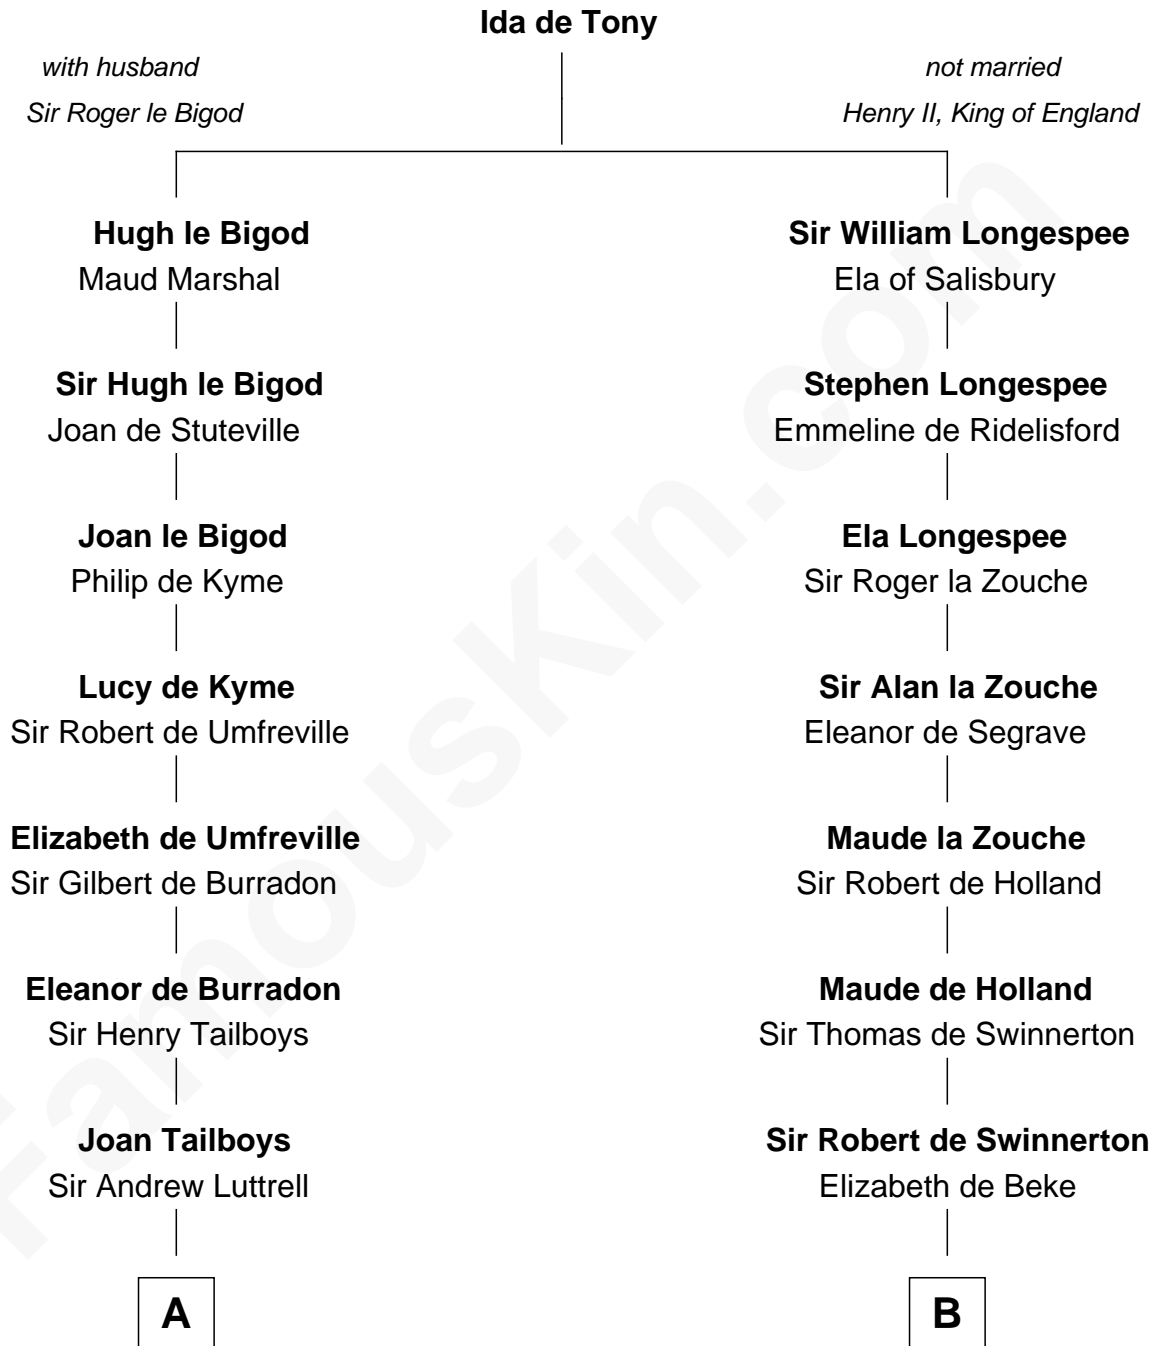 Ida de Tony
with husband
Sir Roger le Bigod
not married
Henry II, King of England
Hugh le Bigod
Maud Marshal
Sir William Longespee
Ela of Salisbury
Sir Hugh le Bigod
Joan de Stuteville
Stephen Longespee
Emmeline de Ridelisford
Joan le Bigod
Philip de Kyme
Ela Longespee
Sir Roger la Zouche
Lucy de Kyme
Sir Robert de Umfreville
Sir Alan la Zouche
Eleanor de Segrave
Elizabeth de Umfreville
Sir Gilbert de Burradon
Maude la Zouche
Sir Robert de Holland
Eleanor de Burradon
Sir Henry Tailboys
Maude de Holland
Sir Thomas de Swinnerton
Joan Tailboys
Sir Andrew Luttrell
Sir Robert de Swinnerton
Elizabeth de Beke
A
B
FamousKin.com